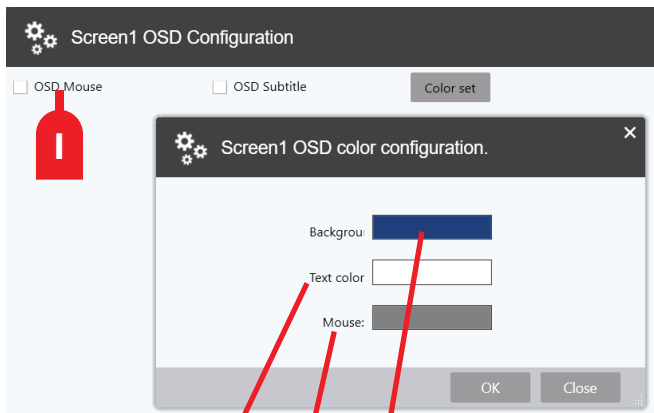 Screen1 OSD Configuration
OSD Mouse
OSD Subtitle
Color set
I
Screen1 OSD color configuration.
Backgrou
Text color
Mouse:
OK
Close